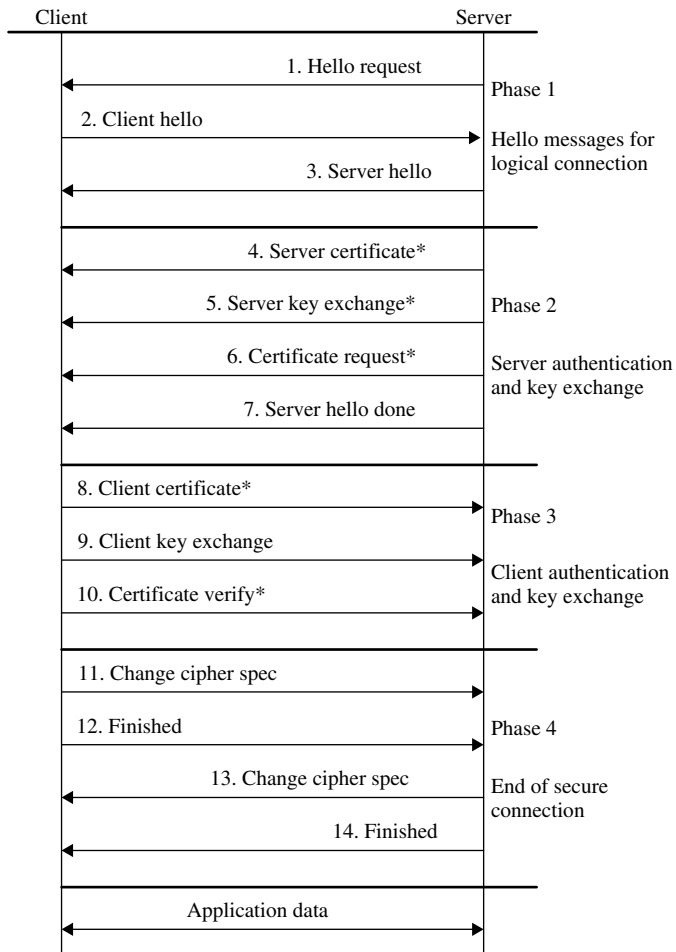 Client
Server
1. Hello request
Phase 1
2. Client hello
Hello messages for
logical connection
3. Server hello
4. Server certificate*
5. Server key exchange*
Phase 2
6. Certificate request*
Server authentication
and key exchange
7. Server hello done
8. Client certificate*
Phase 3
9. Client key exchange
Client authentication
and key exchange
10. Certificate verify*
11. Change cipher spec
12. Finished
Phase 4
13. Change cipher spec
End of secure
connection
14. Finished
Application data